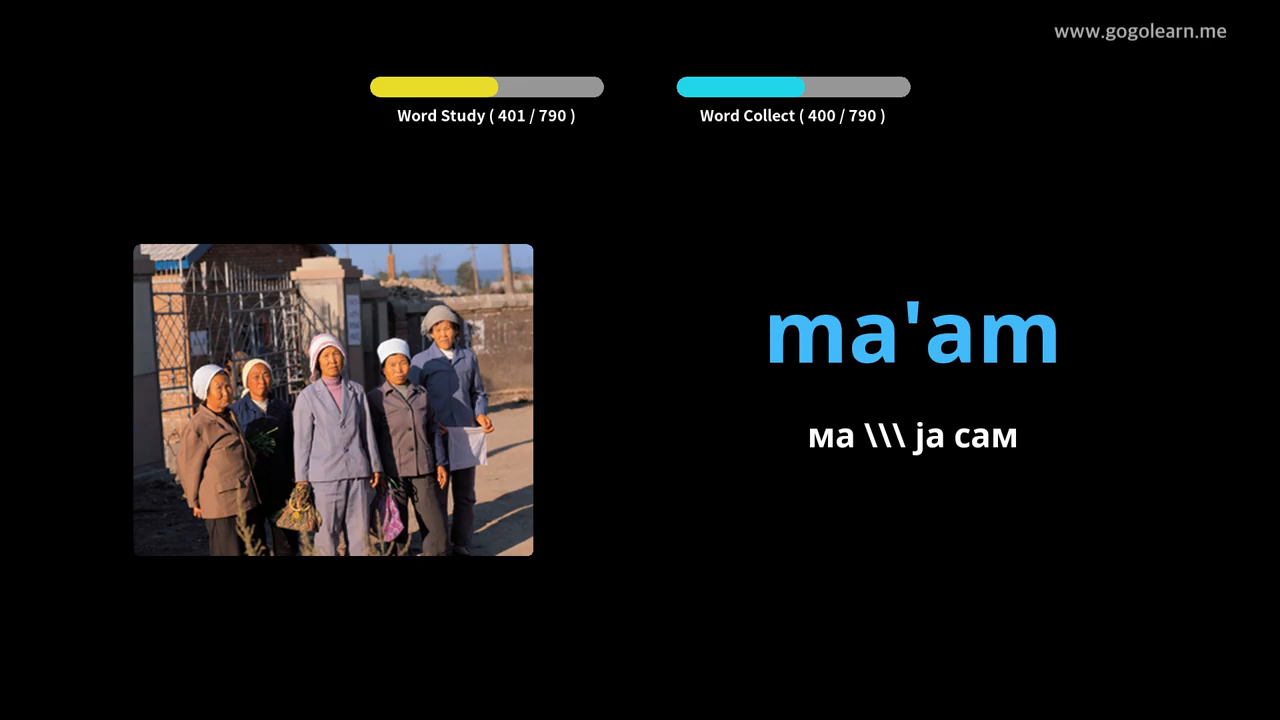 www.gogolearn.me
Word Study ( 401 / 790 )
Word Collect ( 400 / 790 )
ma'am
ма \\\ ја сам